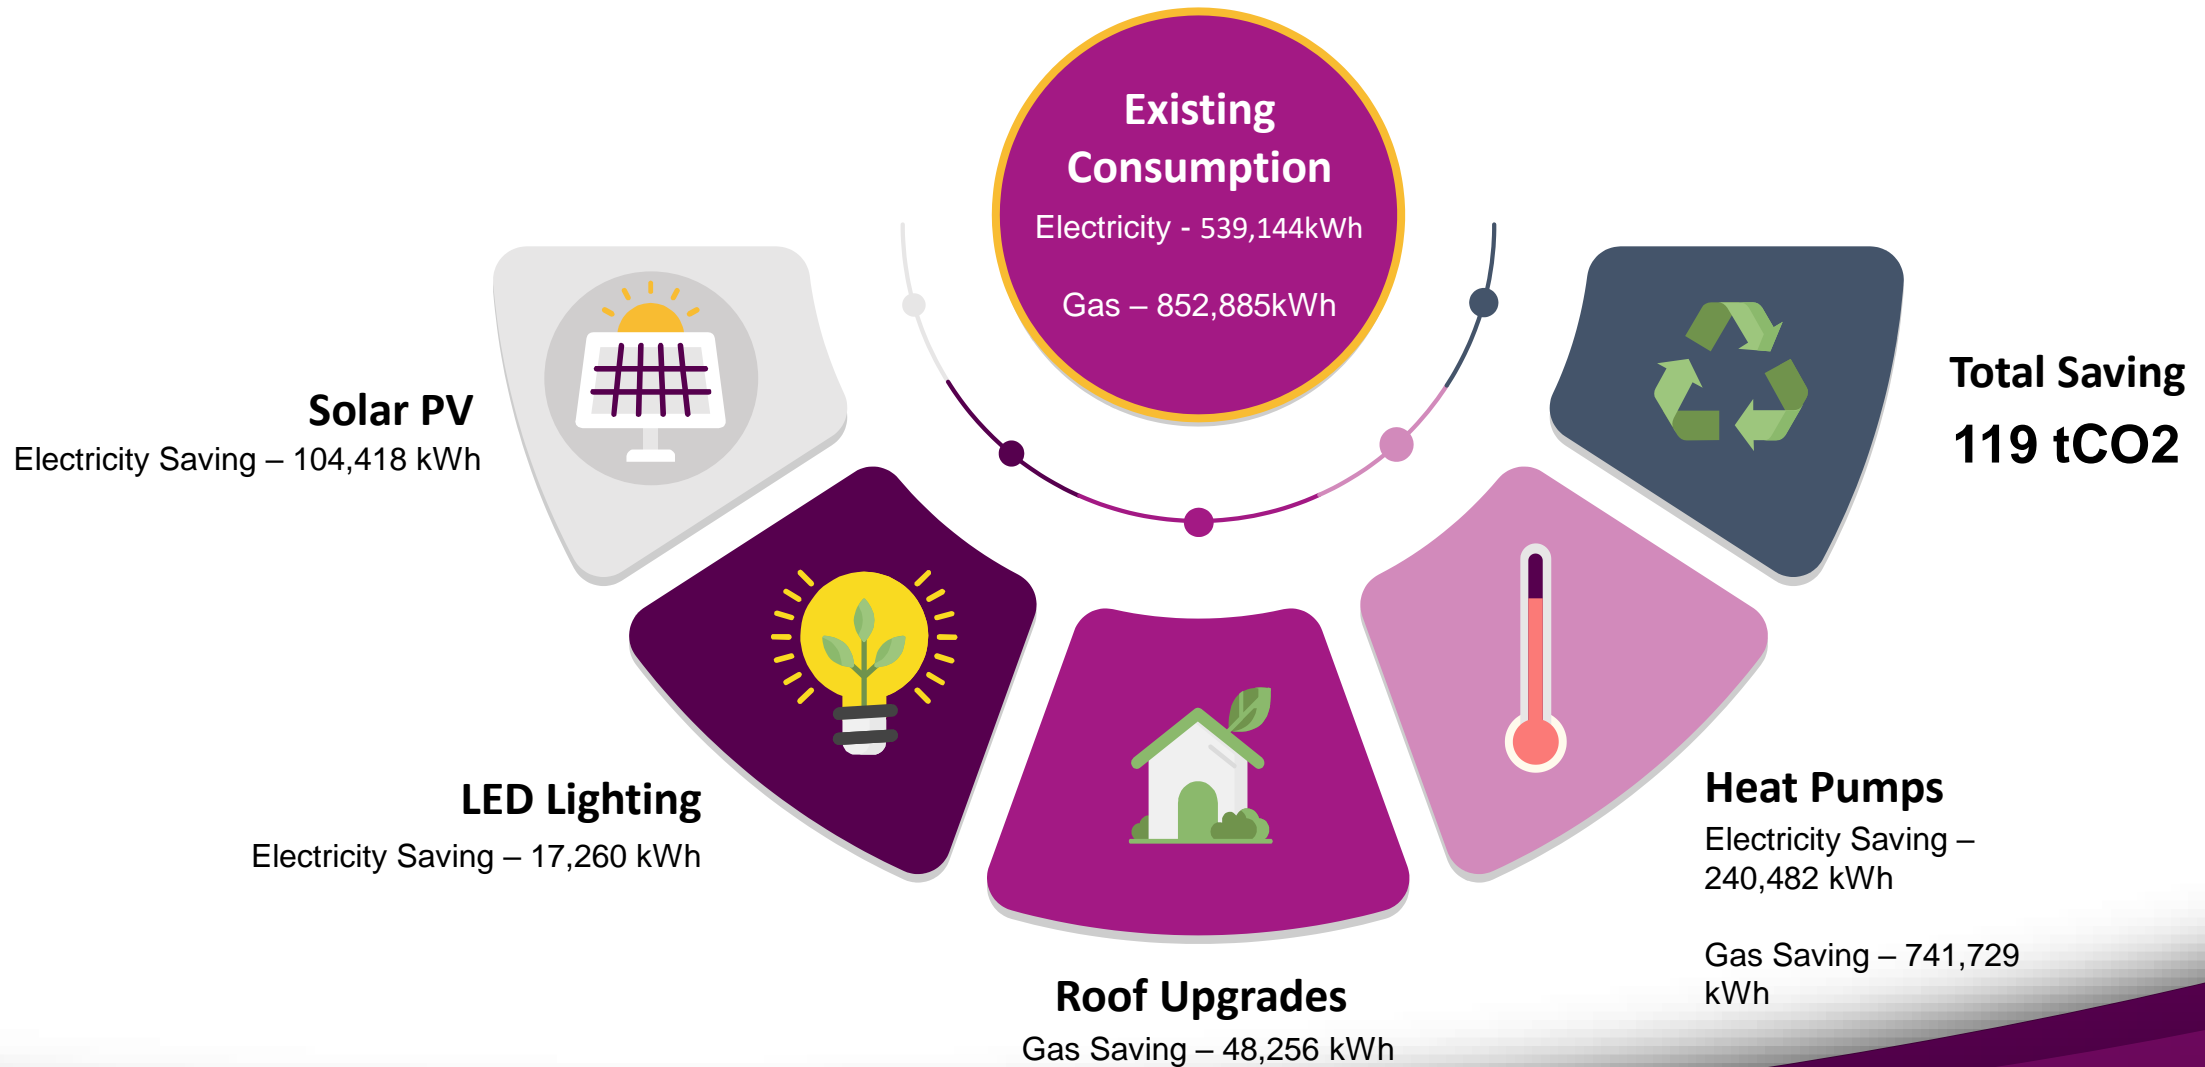 Existing
Consumption
Electricity - 539,144kWh
Gas – 852,885kWh
Solar PV
Electricity Saving – 104,418 kWh
LED Lighting
Electricity Saving – 17,260 kWh
Roof Upgrades
Gas Saving – 48,256 kWh
Heat Pumps
Electricity Saving –
240,482 kWh
Gas Saving – 741,729
kWh
Total Saving
119 tCO2